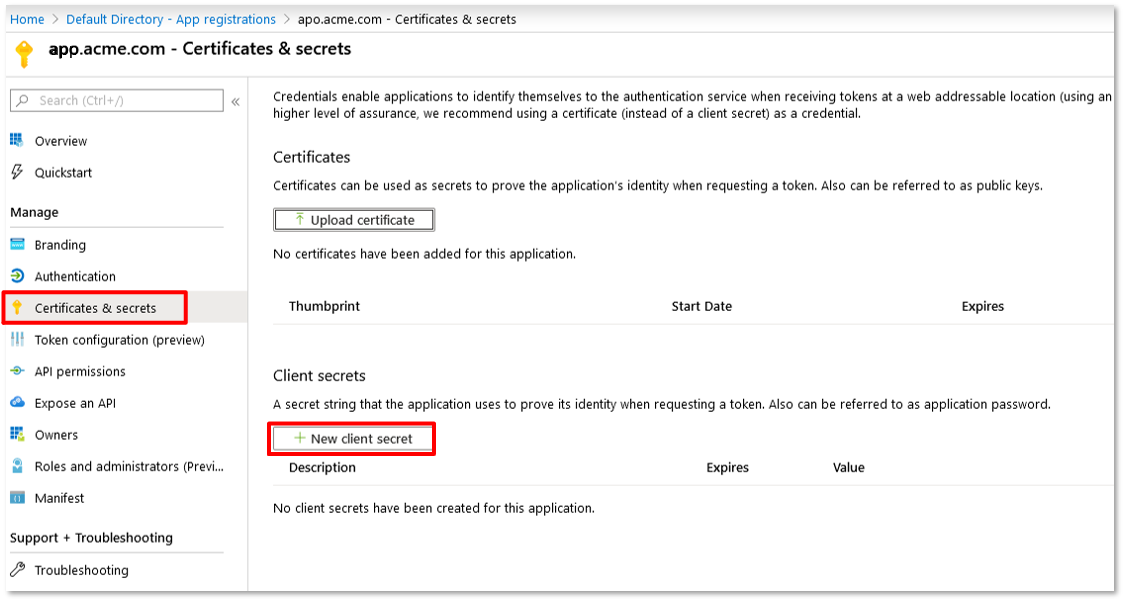 Home > Default Directory - App registrations > apo.acme.com - Certificates & secrets
app.acme.com - Certificates & secrets
Search (Ctrl+/)
«
Overview
Quickstart
Manage
Branding
Authentication
Certificates & secrets
Token configuration (preview)
API permissions
Expose an API
Owners
Roles and administrators (Previ...
Manifest
Support + Troubleshooting
Troubleshooting
Credentials enable applications to identify themselves to the authentication service when receiving tokens at a web addressable location (using an
higher level of assurance, we recommend using a certificate (instead of a client secret) as a credential.
Certificates
Certificates can be used as secrets to prove the application's identity when requesting a token. Also can be referred to as public keys.
Upload certificate
No certificates have been added for this application.
Thumbprint Start Date Expires
Client secrets
A secret string that the application uses to prove its identity when requesting a token. Also can be referred to as application password.
+ New client secret
Description Expires Value
No client secrets have been created for this application.